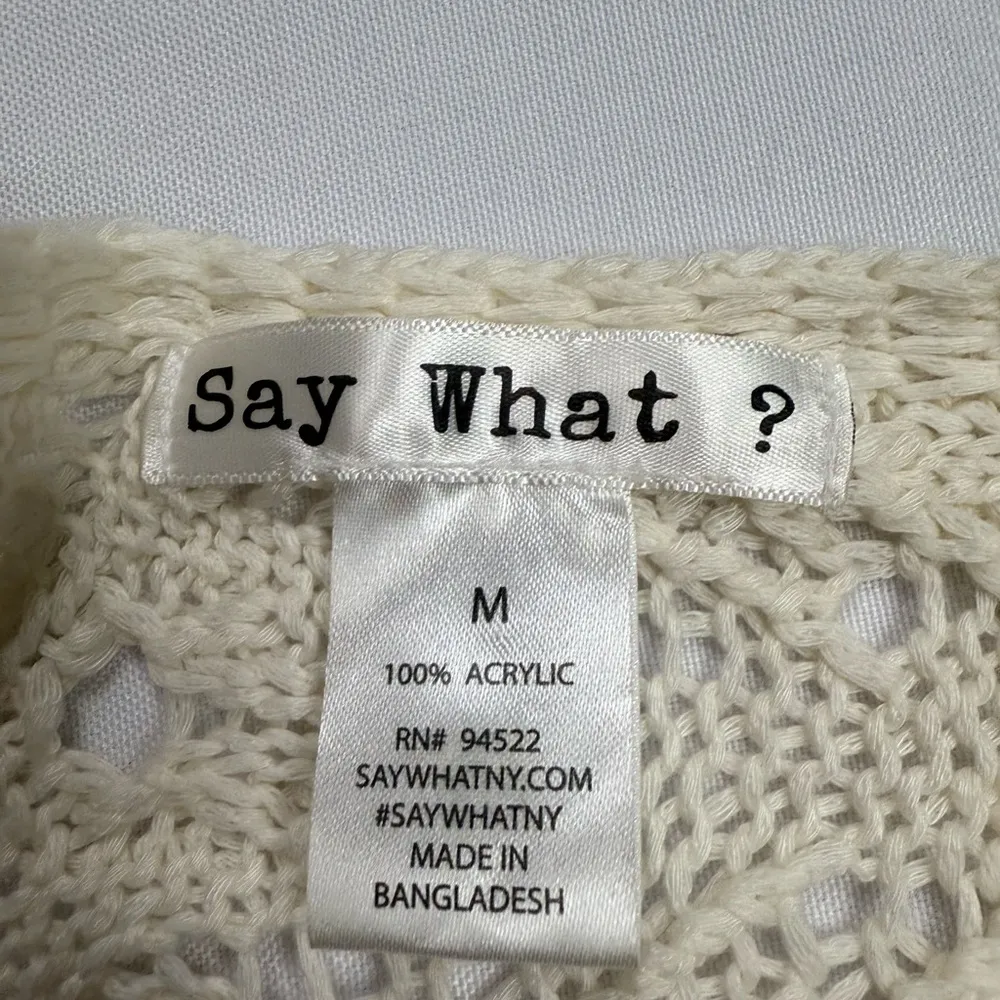 Say What ?
M
100% ACRYLIC
RN# 94522
SAYWHATNY.COM
#SAYWHATNY
MADE IN
BANGLADESH